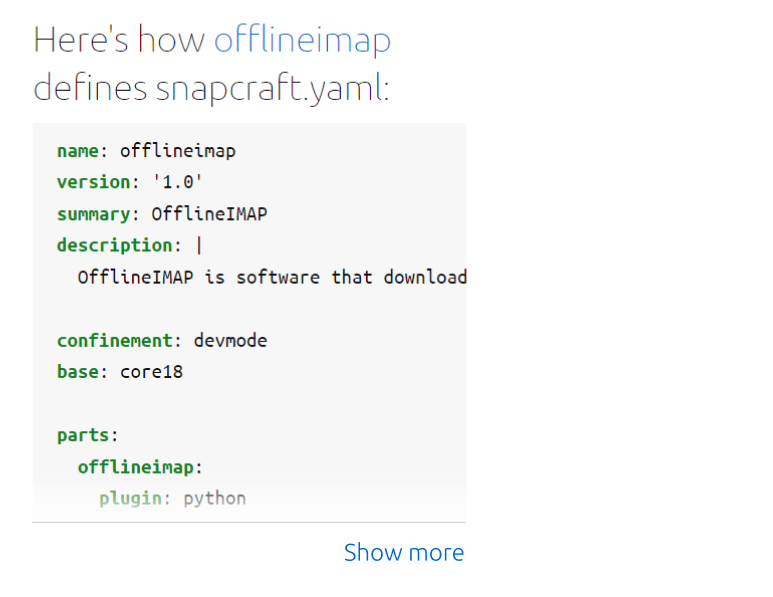 Here's how offlineimap
defines snapcraft.yaml:
name: offlineimap
version: '1.0'
summary: OfflineIMAP
description: |
  OfflineIMAP is software that download
confinement: devmode
base: core18
parts:
  offlineimap:
    plugin: python
Show more